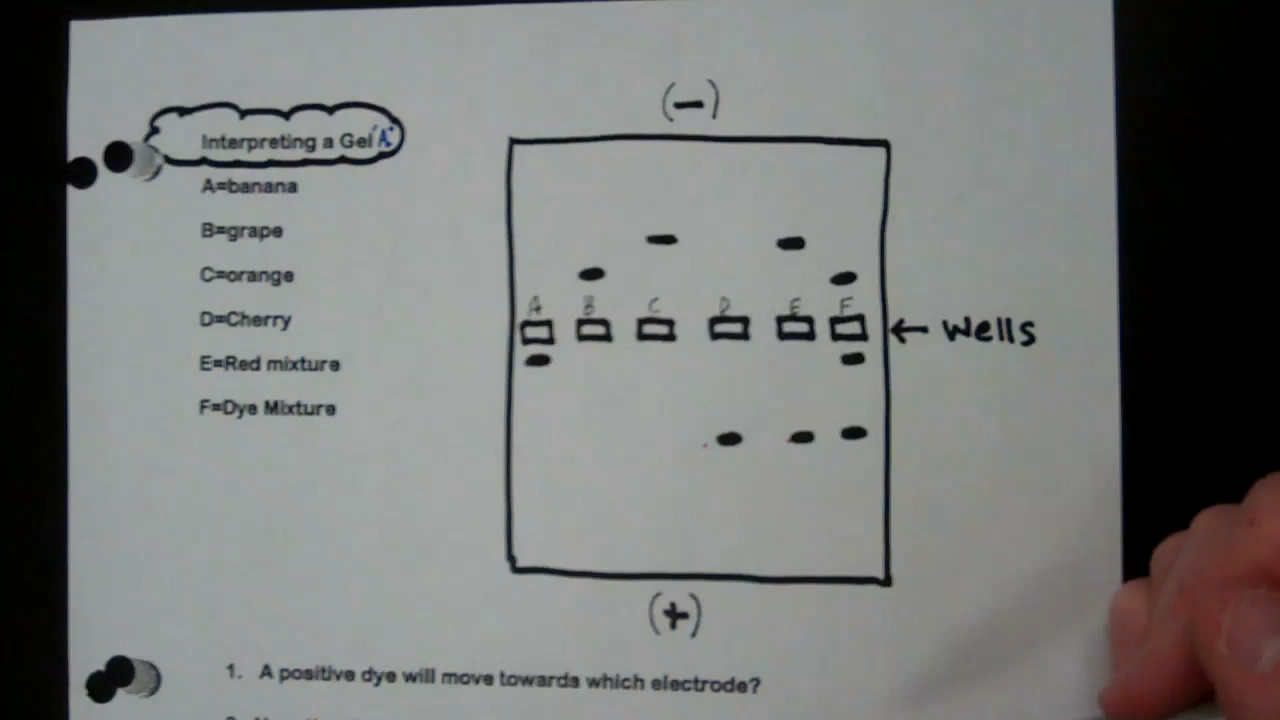 (-)
Interpreting a Gel "A"
A=banana
B=grape
C=orange
D=Cherry
E=Red mixture
F=Dye Mixture
A B C D E F
← Wells
(+)
1. A positive dye will move towards which electrode?